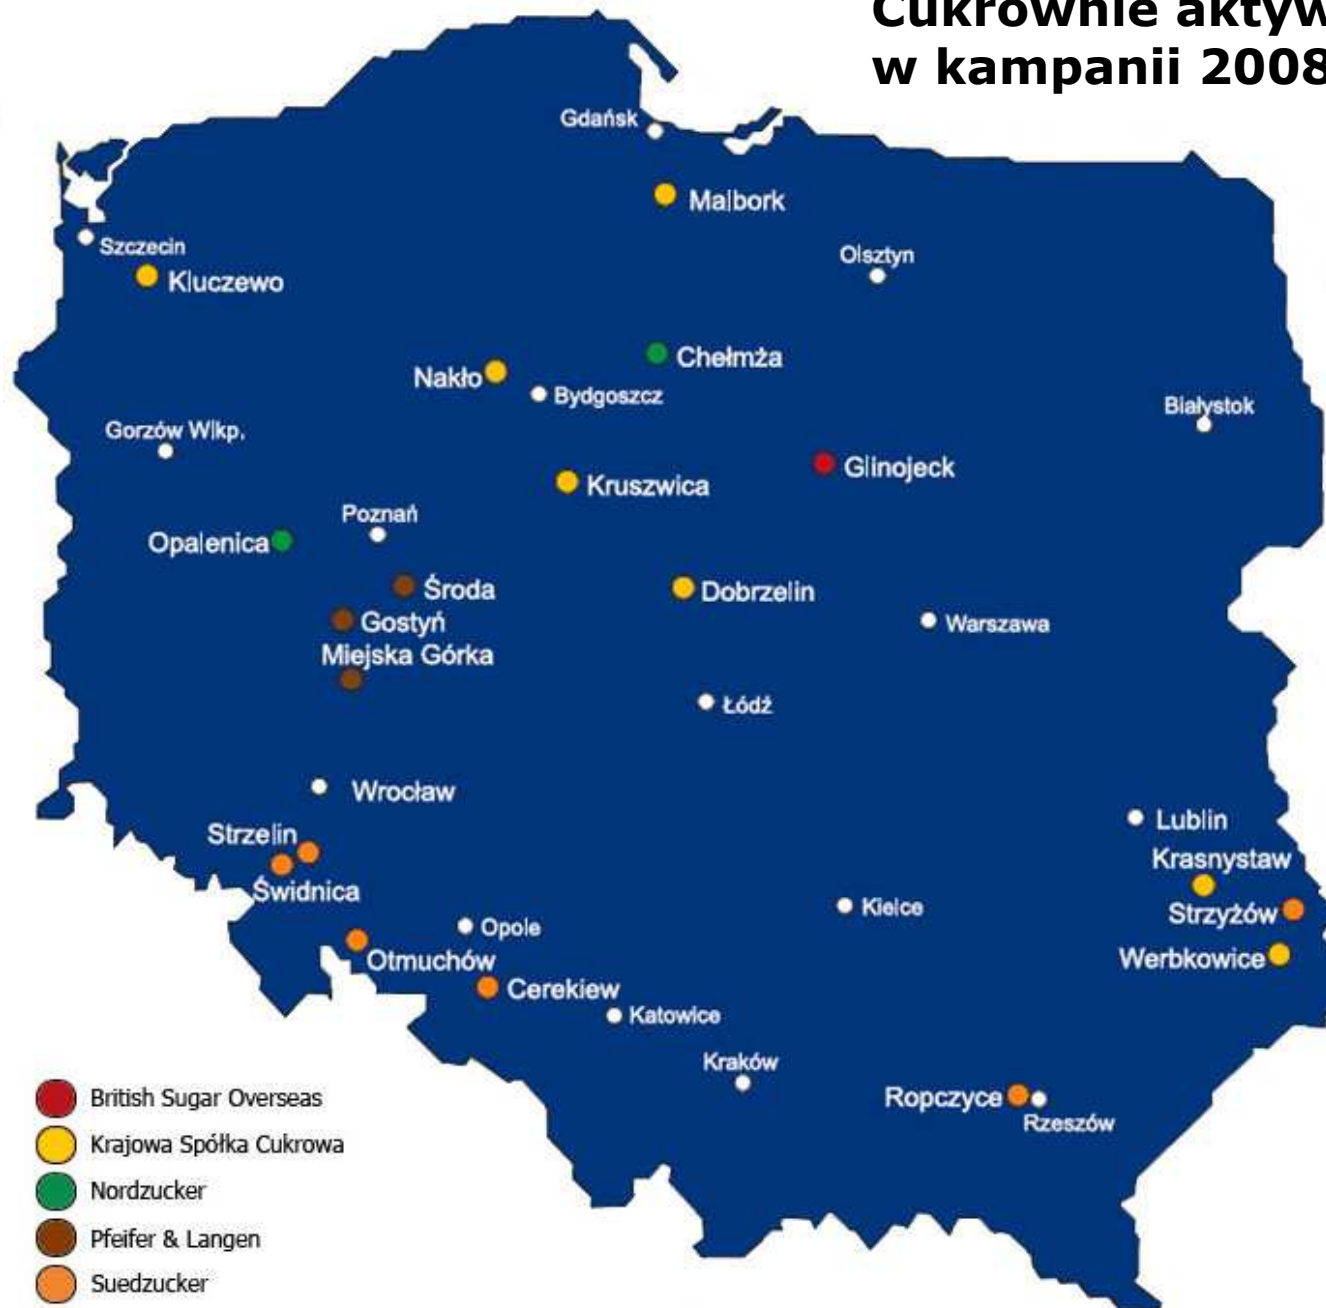 Cukrownie aktyw
w kampanii 2008
Gdańsk
Malbork
Szczecin
Kluczewo
Olsztyn
Chełmża
Nakło
Bydgoszcz
Białystok
Gorzów Wlkp.
Glinojeck
Kruszwica
Poznań
Opalenica
Środa
Dobrzelin
Gostyń
Warszawa
Miejska Górka
Łódź
Wrocław
Lublin
Strzelin
Krasnystaw
Świdnica
Kielce
Strzyżów
Opole
Otmuchów
Werbkowice
Cerekiew
Katowice
Kraków
Ropczyce
Rzeszów
British Sugar Overseas
Krajowa Spółka Cukrowa
Nordzucker
Pfeifer & Langen
Suedzucker